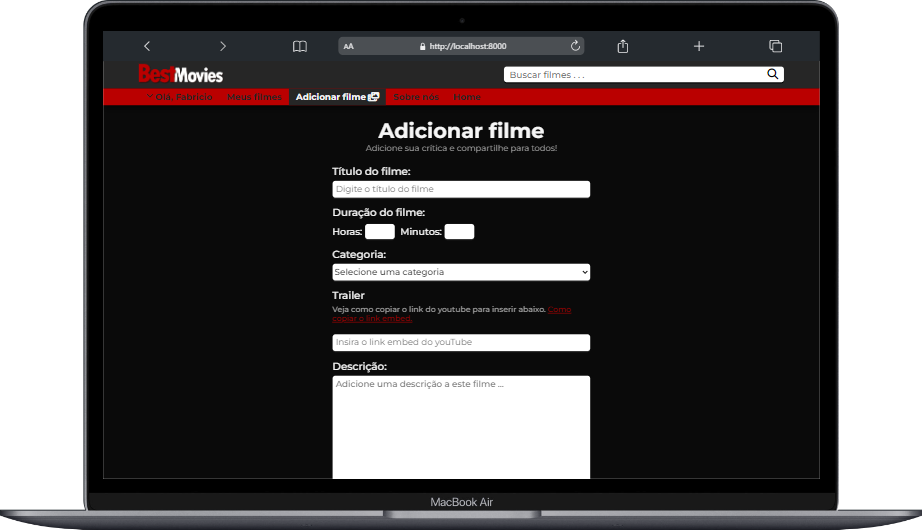 AA
http://localhost:8000
BestMovies
Buscar filmes . . .
Olá, Fabrício
Meus filmes
Adicionar filme
Sobre nós
Home
Adicionar filme
Adicione sua crítica e compartilhe para todos!
Título do filme:
Digite o título do filme
Duração do filme:
Horas:
Minutos:
Categoria:
Selecione uma categoria
Trailer
Veja como copiar o link do youtube para inserir abaixo. Como
copiar o link embed.
Insira o link embed do youTube
Descrição:
Adicione uma descrição a este filme ...
MacBook Air